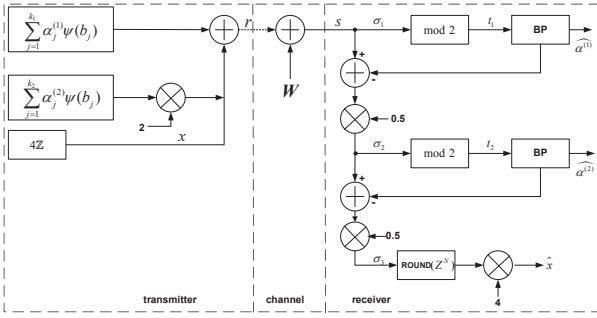 \sum_{j=1}^{k_1} \alpha_j^{(1)} \psi(b_j)
r
s
σ₁
mod 2
t₁
BP
\widehat{\alpha^{(1)}}
+
-
W
\sum_{j=1}^{k_2} \alpha_j^{(2)} \psi(b_j)
2
0.5
4ℤ
x
σ₂
mod 2
t₂
BP
\widehat{\alpha^{(2)}}
+
-
0.5
σ₃
ROUND(Z^N)
x̂
4
transmitter
channel
receiver